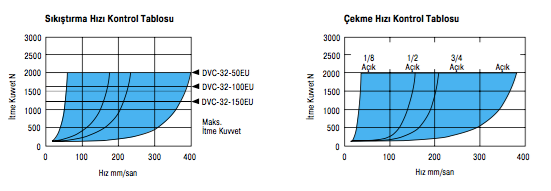 Sıkıştırma Hızı Kontrol Tablosu
İtme Kuvvet N
3000
2500
2000
1500
1000
500
0
DVC-32-50EU
DVC-32-100EU
DVC-32-150EU
Maks.
İtme Kuvvet
100
200
300
400
Hız mm/san
Çekme Hızı Kontrol Tablosu
İtme Kuvvet N
3000
2500
2000
1500
1000
500
0
1/8
Açık
1/2
Açık
3/4
Açık
Açık
100
200
300
400
Hız mm/san